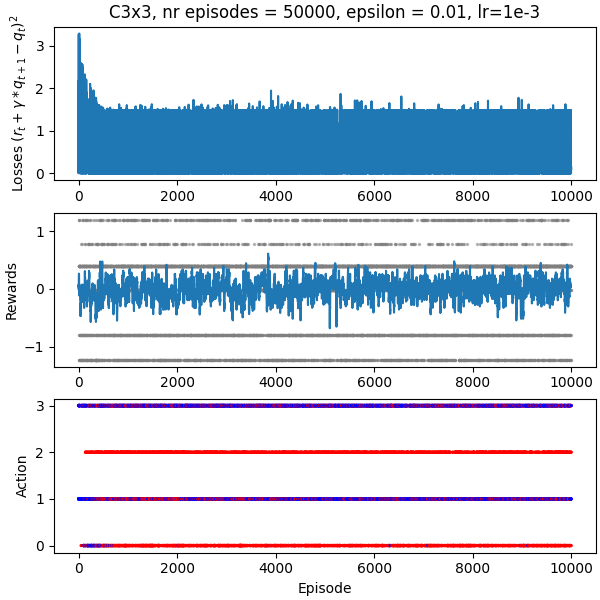 C3x3, nr episodes = 50000, epsilon = 0.01, lr=1e-3
Losses $(r_t + \gamma * q_{t+1} - q_t)^2$
3
2
1
0
0 2000 4000 6000 8000 10000
Rewards
1
0
−1
0 2000 4000 6000 8000 10000
Action
3
2
1
0
0 2000 4000 6000 8000 10000
Episode